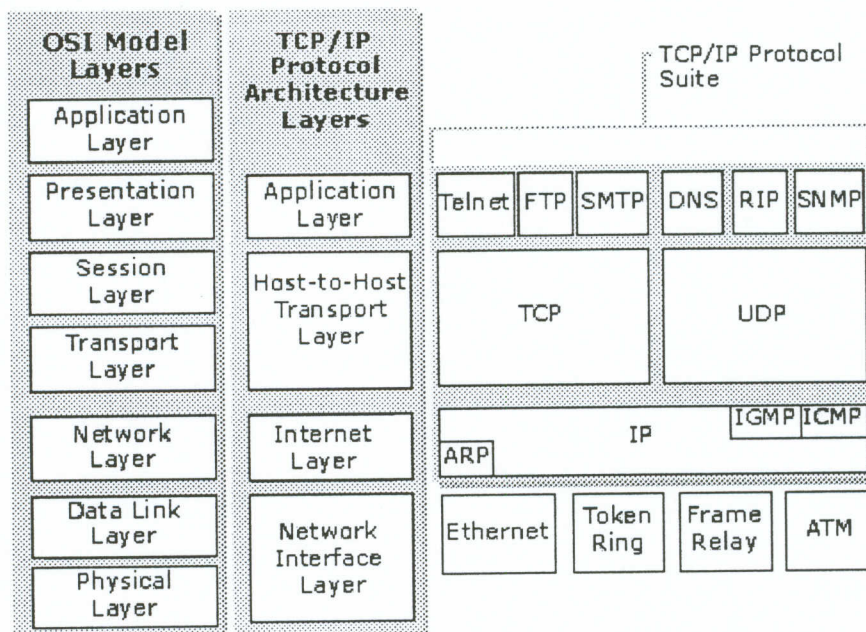 OSI Model
Layers
Application
Layer
Presentation
Layer
Session
Layer
Transport
Layer
Network
Layer
Data Link
Layer
Physical
Layer
TCP/IP
Protocol
Architecture
Layers
Application
Layer
Host-to-Host
Transport
Layer
Internet
Layer
Network
Interface
Layer
TCP/IP Protocol
Suite
Telnet FTP SMTP DNS RIP SNMP
TCP UDP
IP IGMP ICMP
ARP
Ethernet
Token
Ring
Frame
Relay
ATM